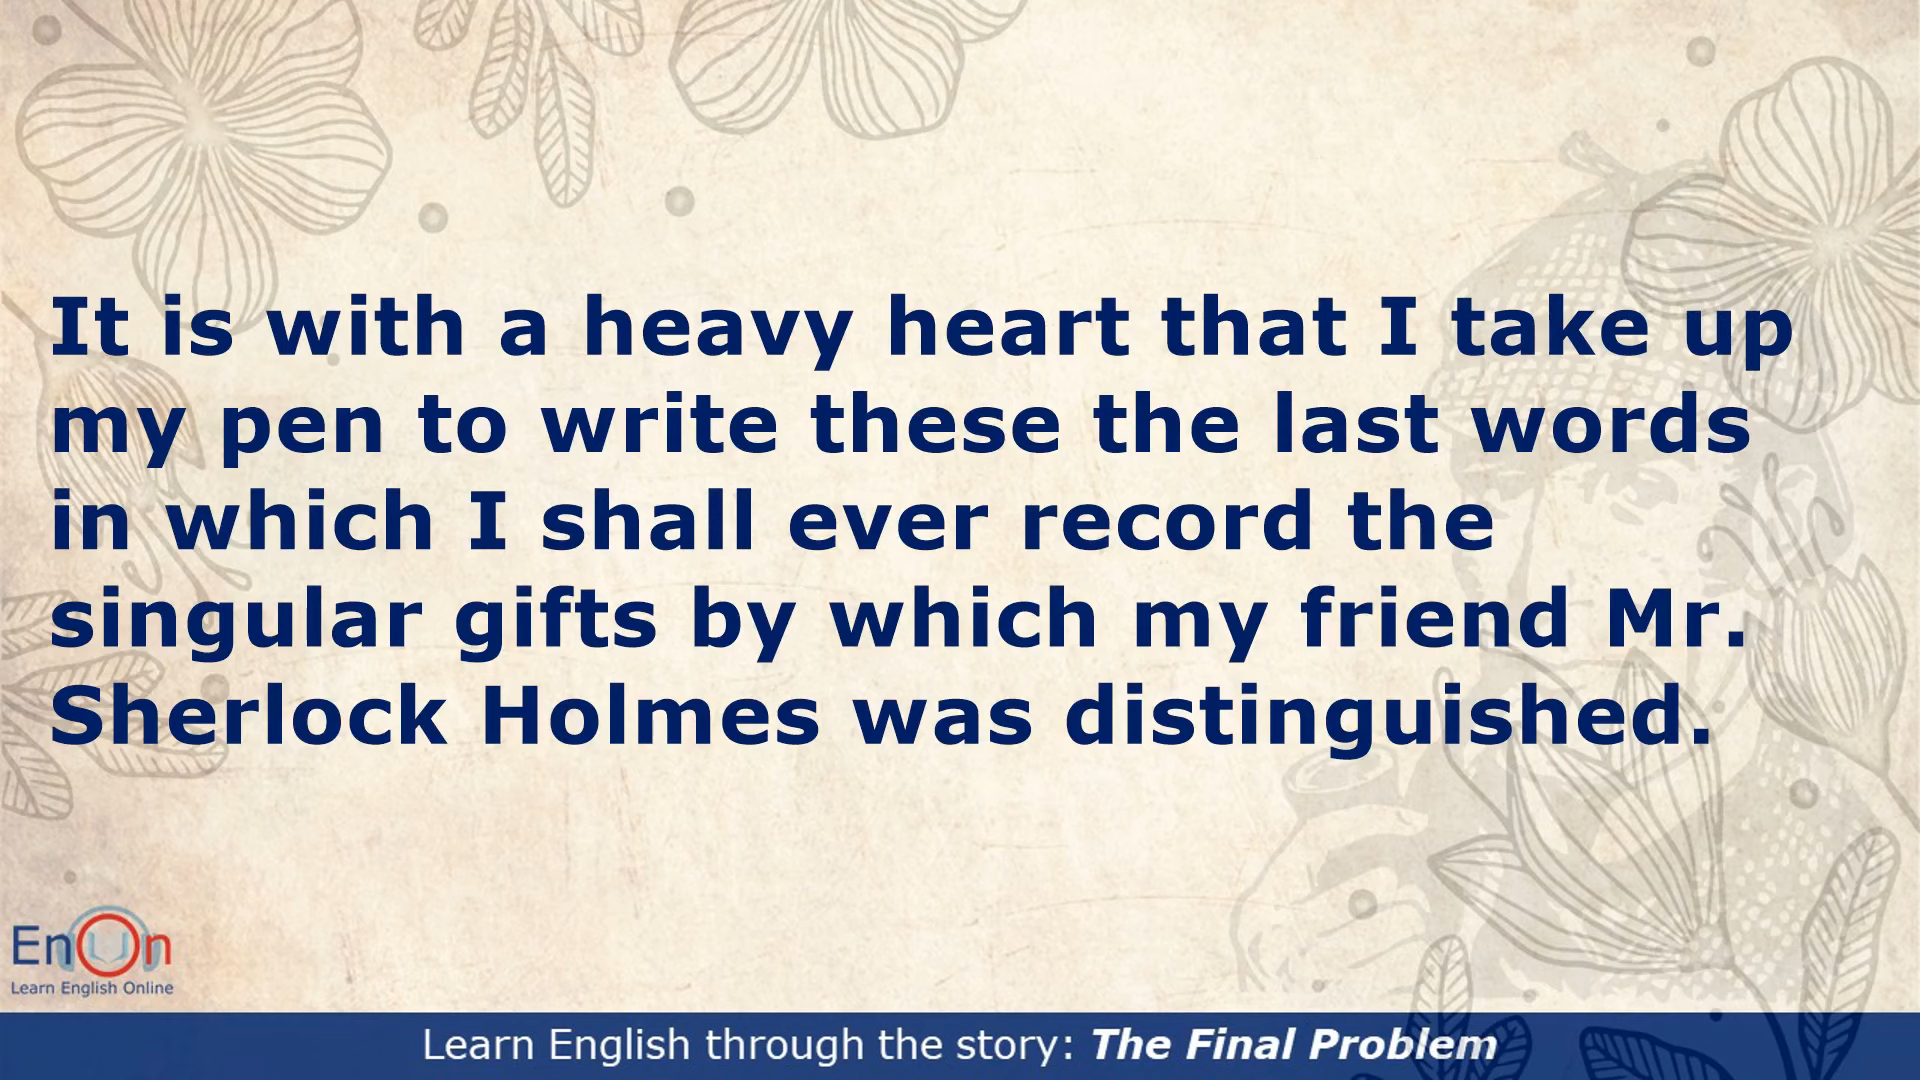 It is with a heavy heart that I take up
my pen to write these the last words
in which I shall ever record the
singular gifts by which my friend Mr.
Sherlock Holmes was distinguished.
EnOn
Learn English Online
Learn English through the story: The Final Problem